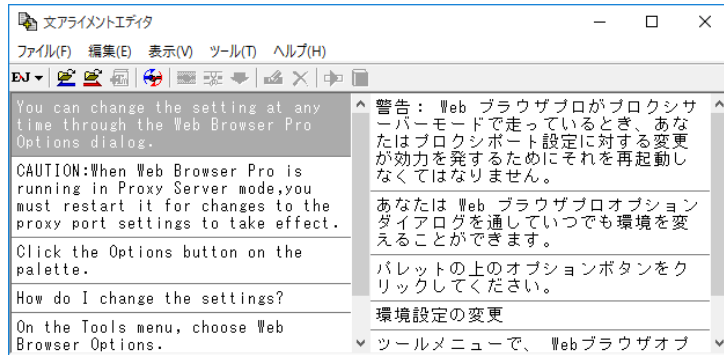 文アライメントエディタ
ファイル(F) 編集(E) 表示(V) ツール(T) ヘルプ(H)
EJ
You can change the setting at any
time through the Web Browser Pro
Options dialog.
CAUTION:When Web Browser Pro is
running in Proxy Server mode,you
must restart it for changes to the
proxy port settings to take effect.
Click the Options button on the
palette.
How do I change the settings?
On the Tools menu, choose Web
Browser Options.
警告： Web ブラウザプロがプロクシサ
ーバーモードで走っているとき、あな
たはプロクシポート設定に対する変更
が効力を発するためにそれを再起動し
なくてはなりません。
あなたは Web ブラウザプロオプション
ダイアログを通していつでも環境を変
えることができます。
パレットの上のオプションボタンをク
リックしてください。
環境設定の変更
ツールメニューで、 Webブラウザオプ